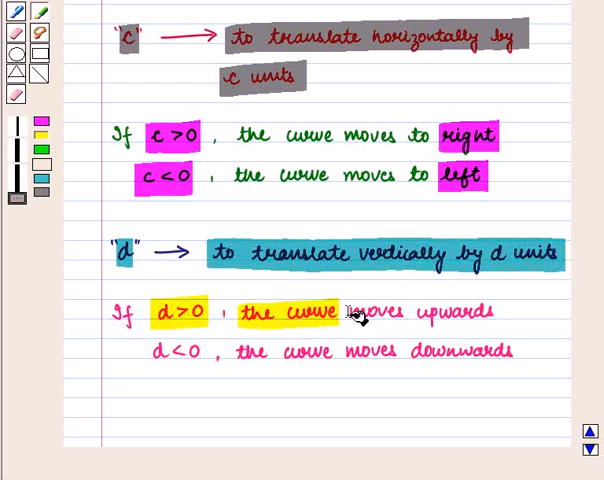 "c" → to translate horizontally by
c units
If c > 0 , the curve moves to right
c < 0 , the curve moves to left
"d" → to translate vertically by d units
If d > 0 , the curve moves upwards
d < 0 , the curve moves downwards